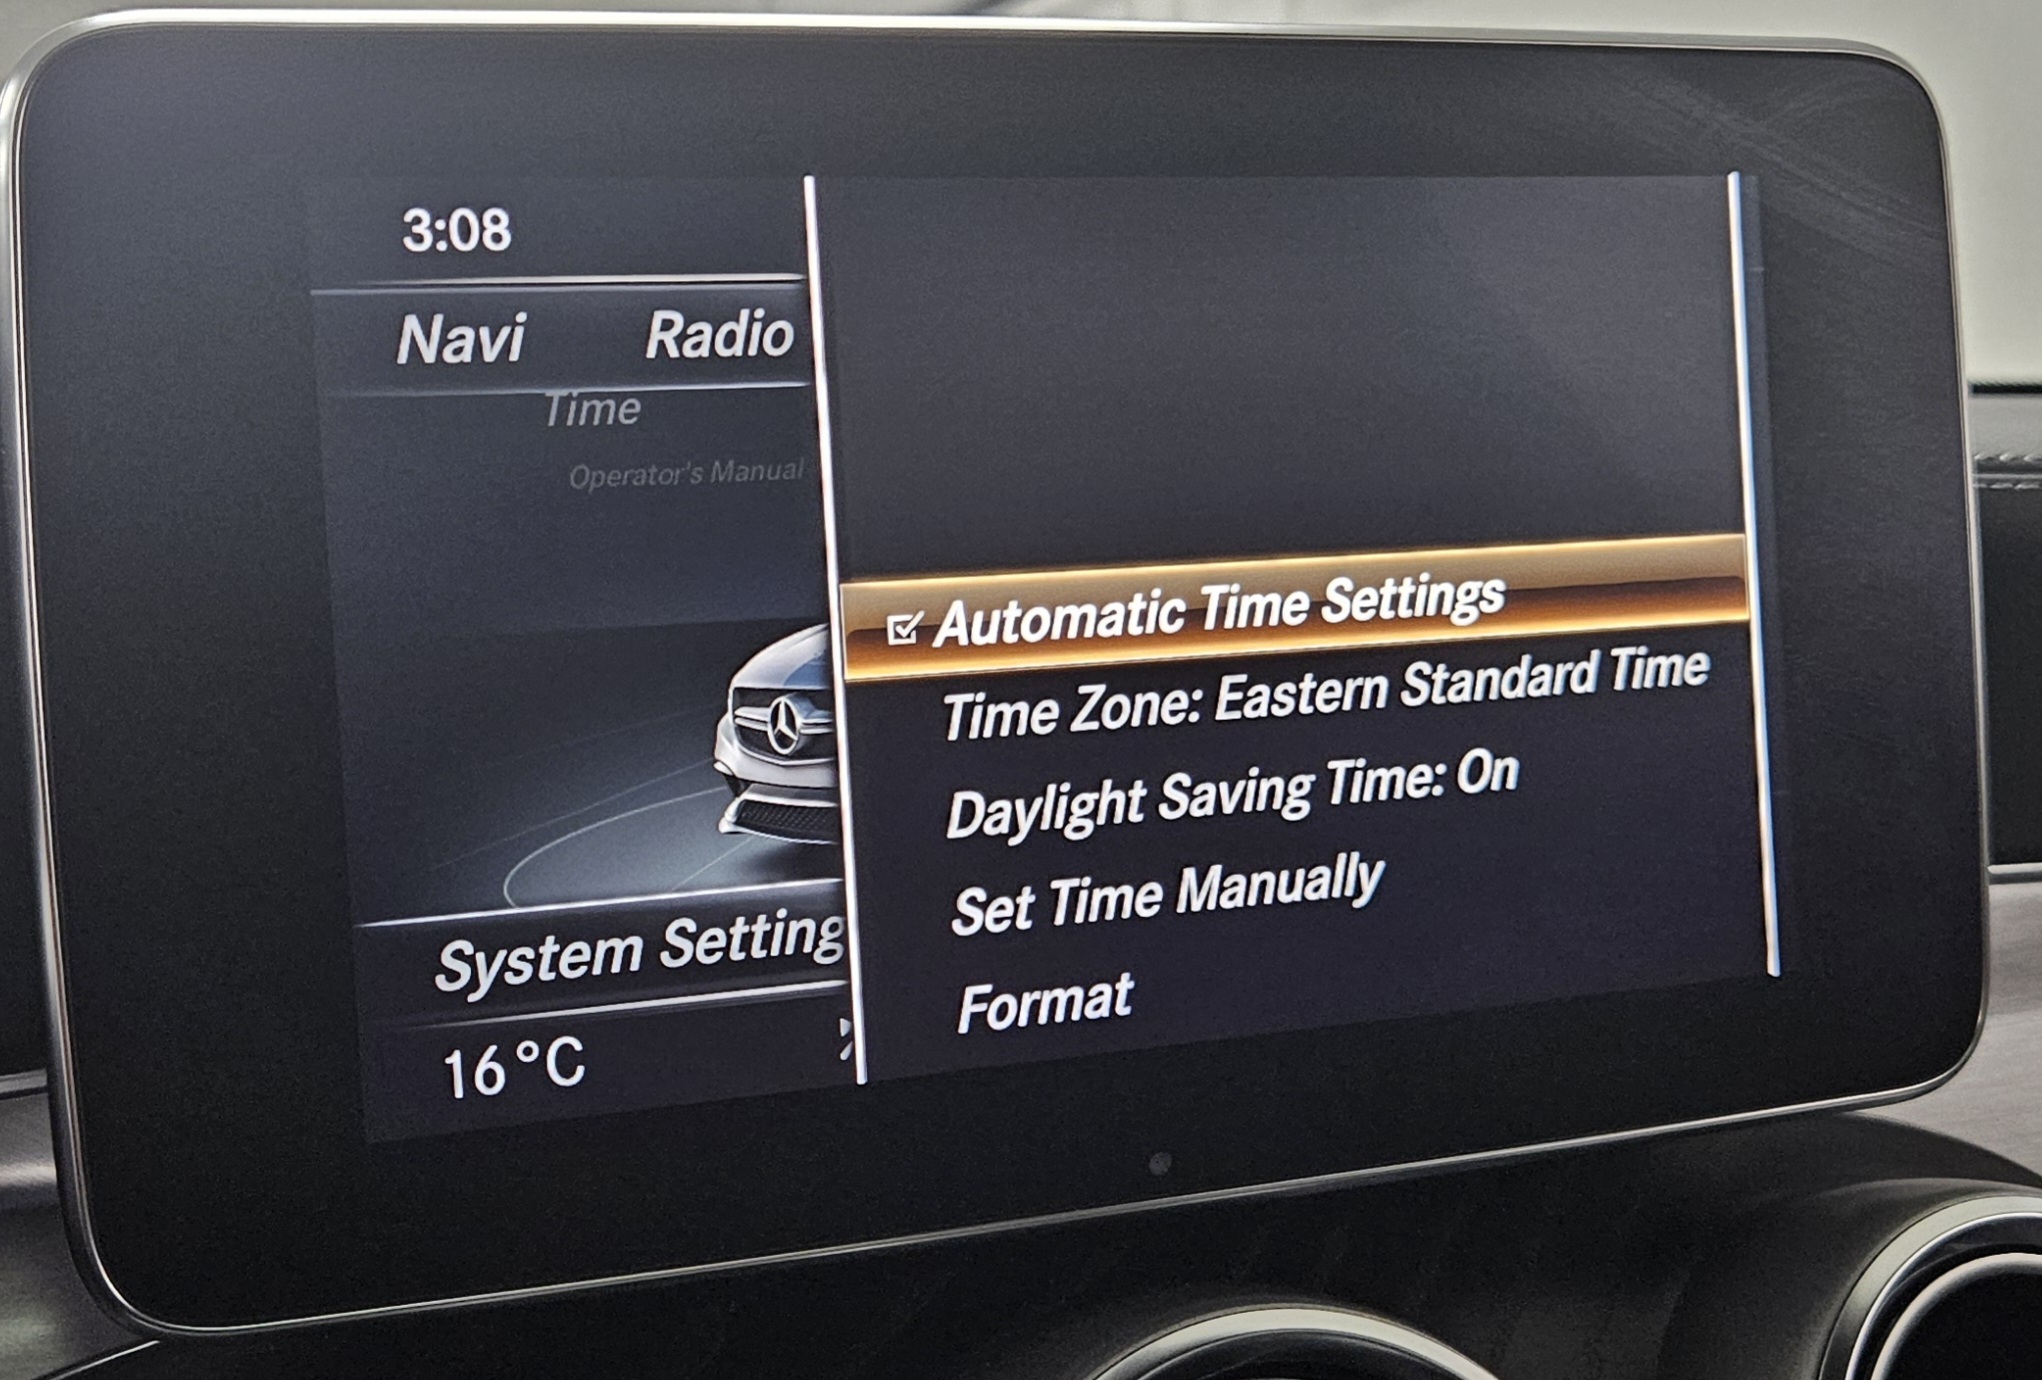 3:08
Navi Radio
Time
Operator's Manual
Automatic Time Settings
Time Zone: Eastern Standard Time
Daylight Saving Time: On
Set Time Manually
Format
System Setting
16°C